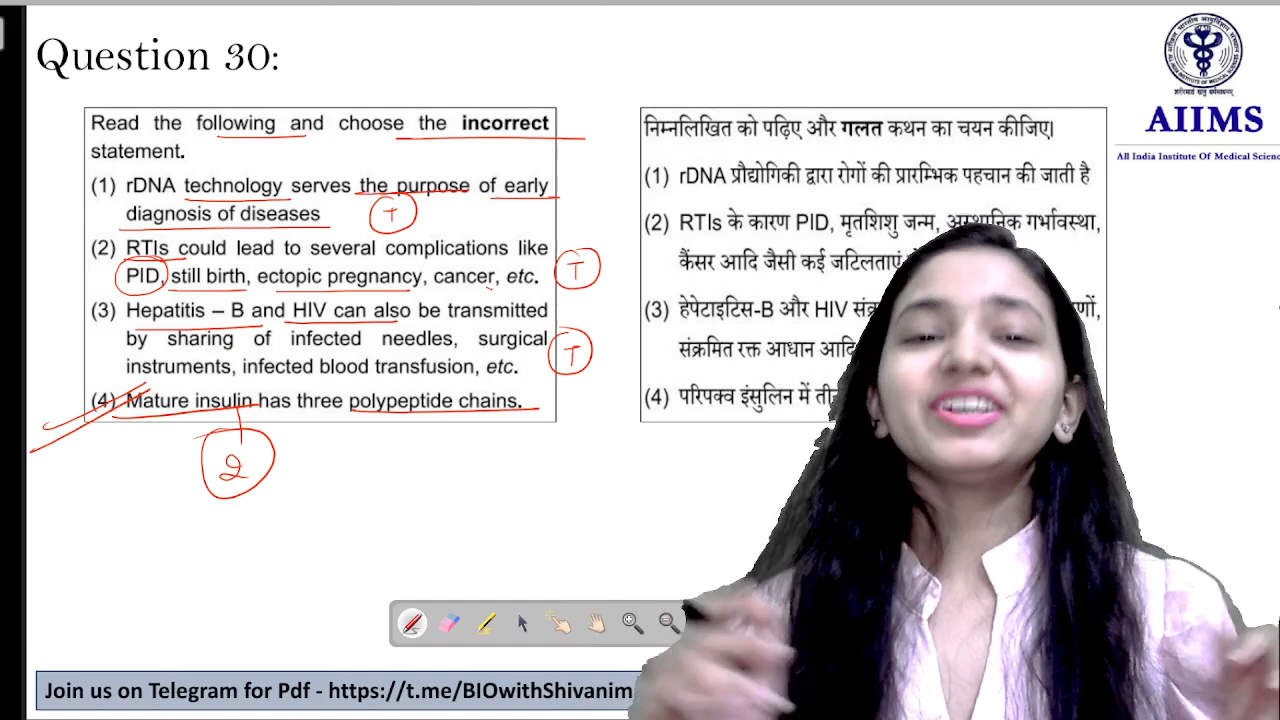 Question 30:
Read the following and choose the incorrect
statement.
(1) rDNA technology serves the purpose of early
diagnosis of diseases
T
(2) RTIs could lead to several complications like
PID, still birth, ectopic pregnancy, cancer, etc.
T
(3) Hepatitis – B and HIV can also be transmitted
by sharing of infected needles, surgical
instruments, infected blood transfusion, etc.
T
(4) Mature insulin has three polypeptide chains.
2
निम्नलिखित को पढ़िए और गलत कथन का चयन कीजिए।
(1) rDNA प्रौद्योगिकी द्वारा रोगों की प्रारम्भिक पहचान की जाती है
(2) RTIs के कारण PID, मृतशिशु जन्म, अस्थानिक गर्भावस्था,
कैंसर आदि जैसी कई जटिलताएं
(3) हेपेटाइटिस-B और HIV
संक्रमित रक्त आधान आदि
(4) परिपक्व इंसुलिन में
AIIMS
All India Institute Of Medical Scienc
Join us on Telegram for Pdf - https://t.me/BIOwithShivanim